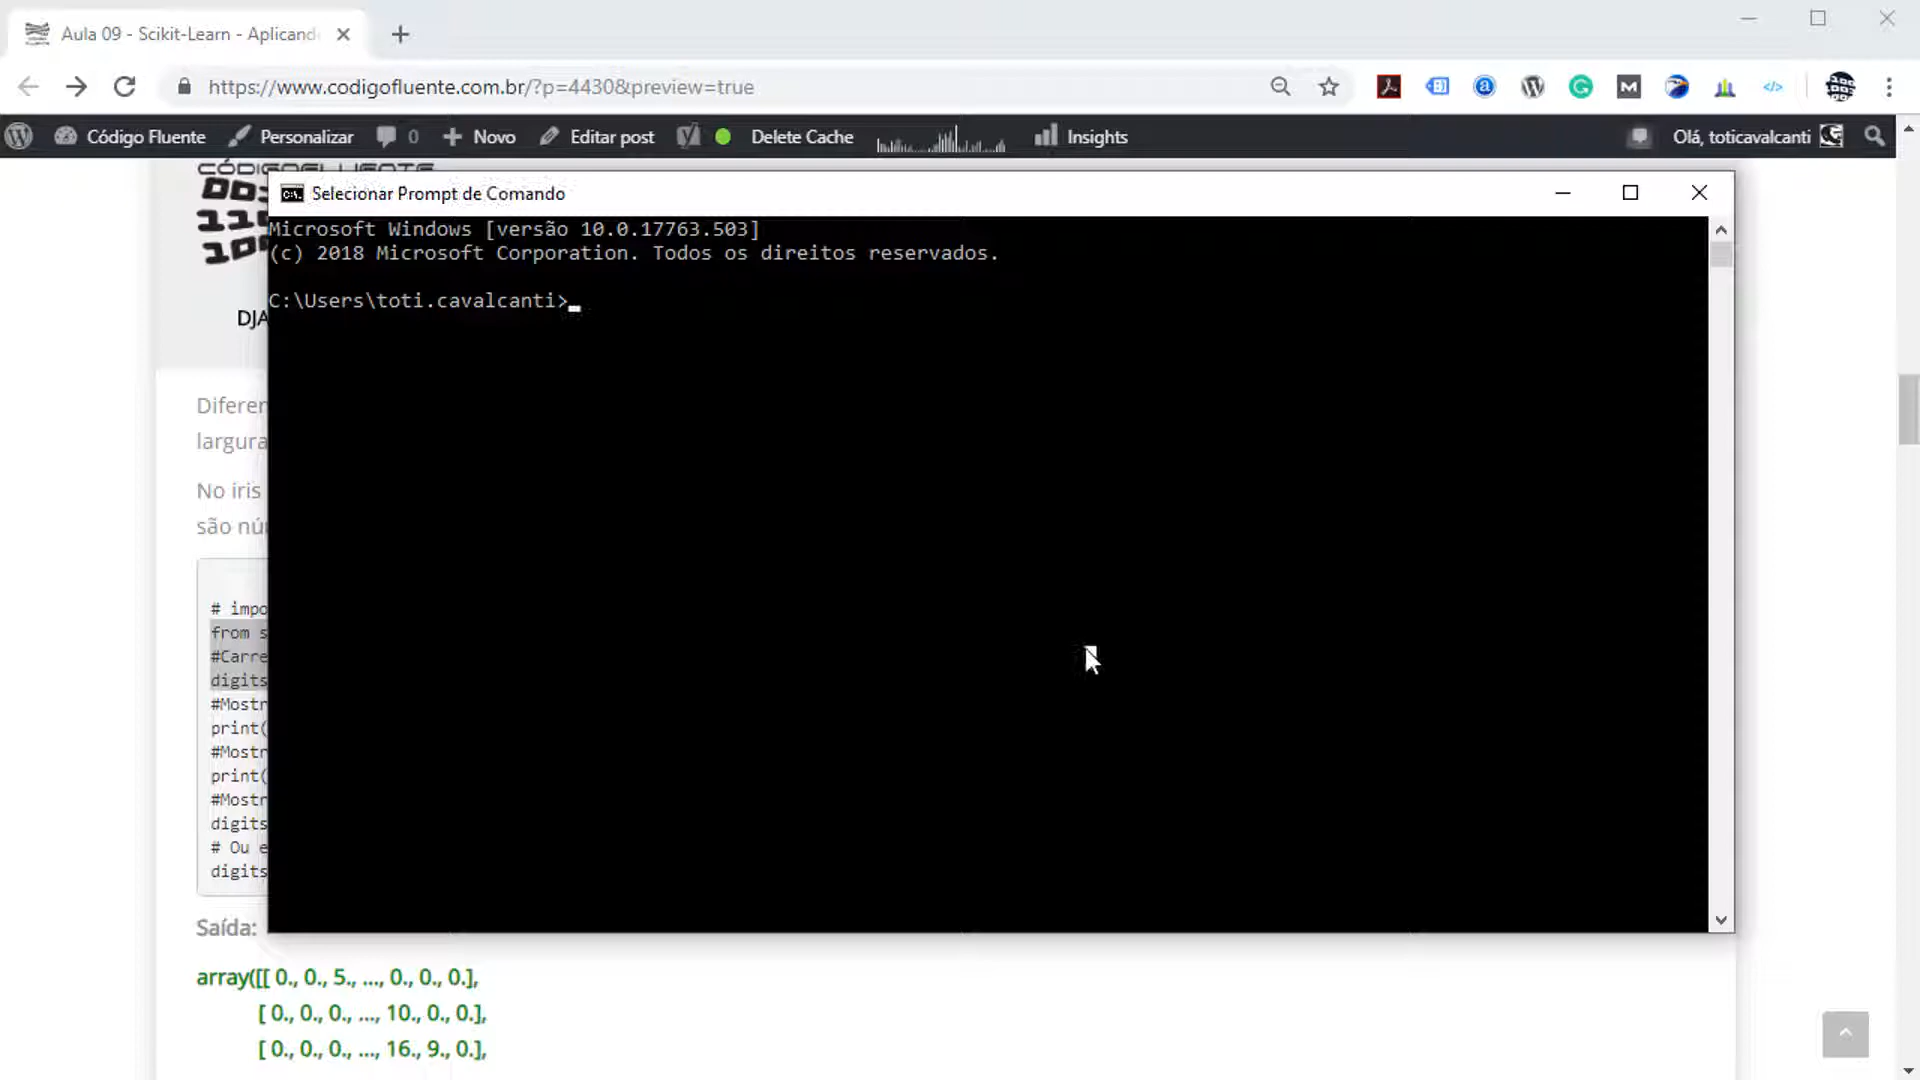 Aula 09 - Scikit-Learn - Aplicand
https://www.codigofluente.com.br/?p=4430&preview=true
Código Fluente Personalizar 0 Novo Editar post Delete Cache Insights Olá, toticavalcanti
CÓDIGOFLUENTE
Selecionar Prompt de Comando
Microsoft Windows [versão 10.0.17763.503]
(c) 2018 Microsoft Corporation. Todos os direitos reservados.
C:\Users\toti.cavalcanti>
DJA
Diferen
largura
No iris
são nú
# impo
from s
#Carre
digits
#Mostr
print(
#Mostr
print(
#Mostr
digits
# Ou e
digits
Saída:
array([[ 0., 0., 5., ..., 0., 0., 0.],
[ 0., 0., 0., ..., 10., 0., 0.],
[ 0., 0., 0., ..., 16., 9., 0.],